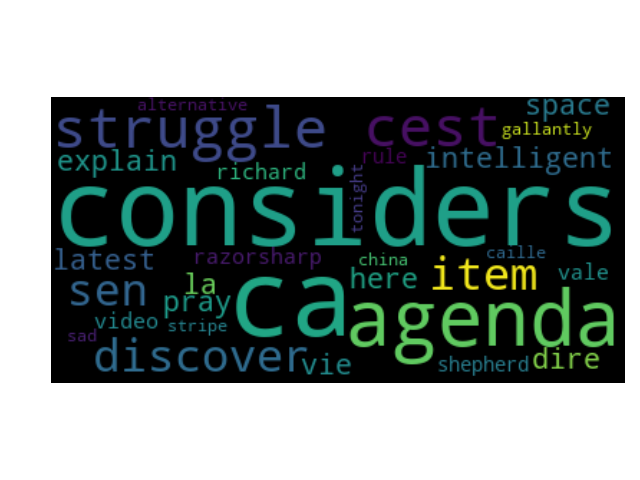 alternative
space
struggle
cest
gallantly
explain
richard
rule
intelligent
tonight
considers
latest
razorsharp
china
caille
sen
la
here
item
vale
pray
ca
agenda
video
stripe
sad
discover
vie
shepherd
dire